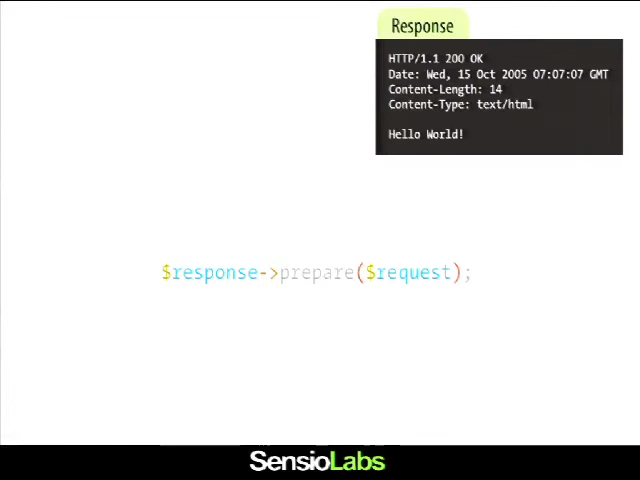 Response
HTTP/1.1 200 OK
Date: Wed, 15 Oct 2005 07:07:07 GMT
Content-Length: 14
Content-Type: text/html
Hello World!
$response->prepare($request);
SensioLabs